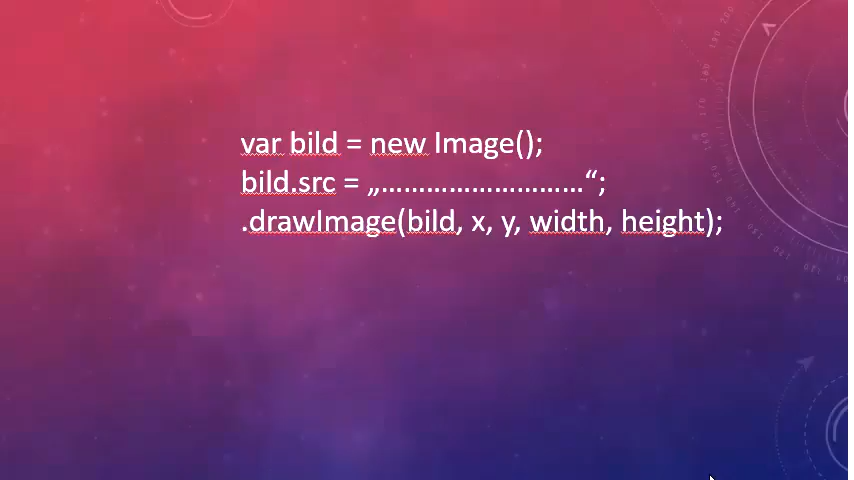 var bild = new Image();
bild.src = „………………………“;
.drawImage(bild, x, y, width, height);